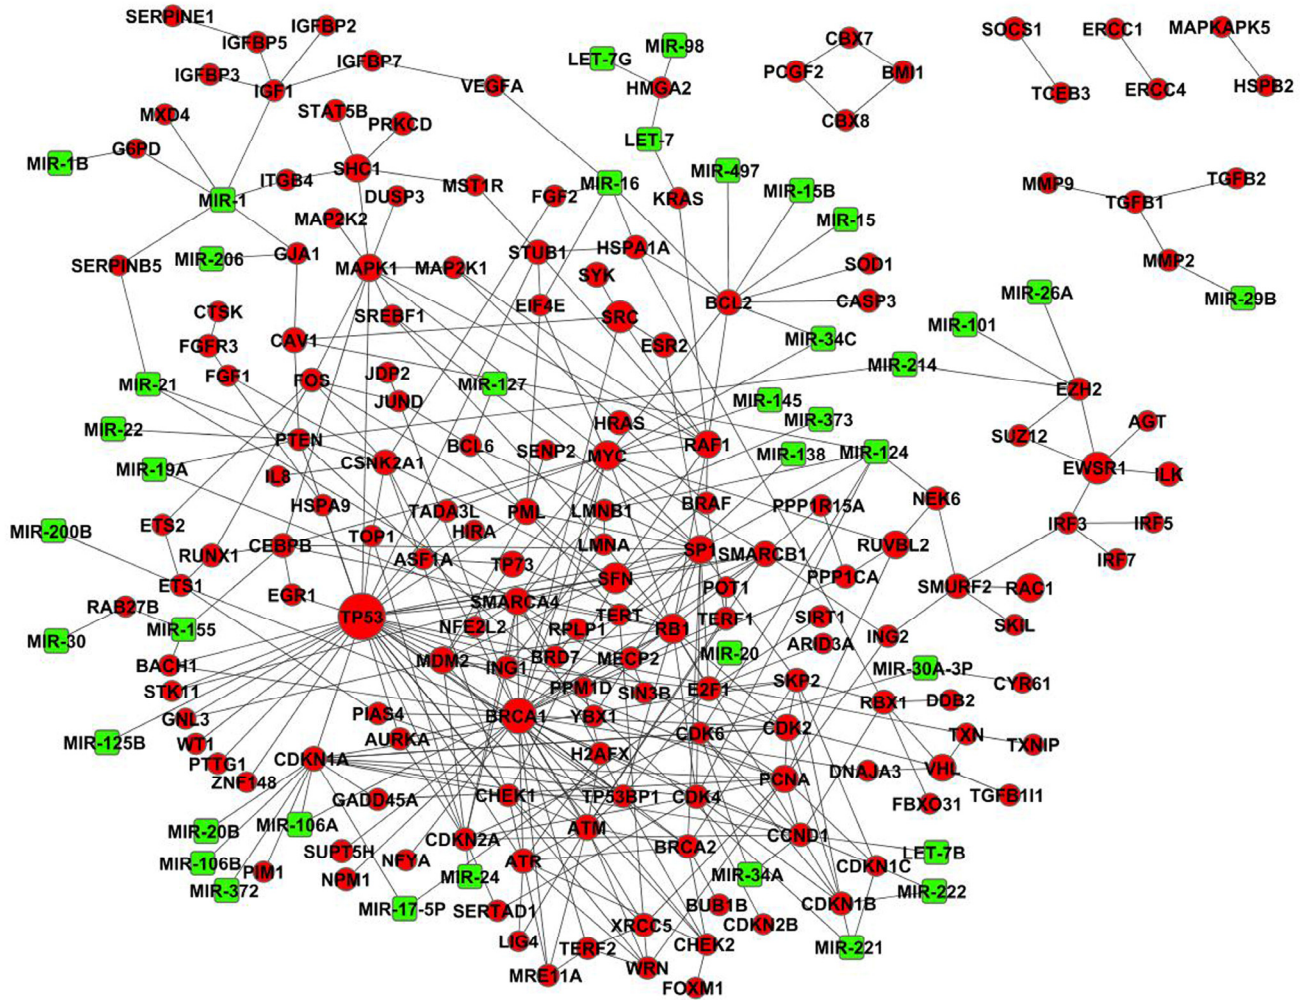 SERPINE1
IGFBP2
IGFBP5
CBX7
SOCS1
ERCC1
MAPKAPK5
MIR-98
LET-7G
IGFBP7
IGFBP3
IGF1
VEGFA
HMGA2
PCGF2
BMI1
TCEB3
ERCC4
HSPB2
MXD4
STAT5B
PRKCD
CBX8
G6PD
LET-7
MIR-1B
ITGB4
SHC1
MST1R
MIR-16
MIR-497
MIR-15B
MIR-1
DUSP3
FGF2
KRAS
MMP9
TGFB2
TGFB1
MAP2K2
MIR-15
MIR-206
GJA1
STUB1
HSPA1A
SERPINB5
MAPK1
MAP2K1
SYK
SOD1
MMP2
CTSK
SREBF1
EIF4E
SRC
BCL2
CASP3
MIR-26A
MIR-29B
FGFR3
CAV1
ESR2
MIR-34C
MIR-101
MIR-21
FGF1
FOS
JDP2
MIR-127
MIR-214
EZH2
JUND
MIR-145
MIR-22
PTEN
HRAS
MIR-373
AGT
SUZ12
MIR-19A
IL8
CSNK2A1
BCL6
SENP2
MYC
RAF1
MIR-138
MIR-124
EWSR1
ILK
HSPA9
TADA3L
PML
LMNB1
BRAF
PPP1R15A
NEK6
MIR-200B
ETS2
TOP1
HIRA
IRF3
IRF5
RUNX1
CEBPB
ASF1A
TP73
LMNA
SP1
SMARCB1
RUVBL2
IRF7
ETS1
EGR1
SFN
POT1
PPP1CA
SMURF2
RAC1
RAB27B
TP53
SMARCA4
TERT
TERF1
SIRT1
SKIL
MIR-30
MIR-155
NFE2L2
RPLP1
RB1
ARID3A
ING2
BACH1
MDM2
ING1
BRD7
MECP2
MIR-20
MIR-30A-3P
STK11
PPM1D
SIN3B
E2F1
SKP2
CYR61
GNL3
PIAS4
BRCA1
YBX1
RBX1
DDB2
MIR-125B
WT1
AURKA
CDK6
CDK2
TXN
TXNIP
PTTG1
ZNF148
CDKN1A
H2AFX
PCNA
DNAJA3
VHL
GADD45A
CHEK1
TP53BP1
CDK4
FBXO31
TGFB1I1
MIR-20B
MIR-106A
CDKN2A
ATM
BRCA2
CCND1
LET-7B
MIR-106B
PIM1
SUPT5H
NFYA
ATR
CDKN1C
MIR-372
NPM1
MIR-24
MIR-34A
MIR-222
MIR-17-5P
SERTAD1
BUB1B
CDKN1B
XRCC5
CDKN2B
LIG4
TERF2
CHEK2
MIR-221
MRE11A
WRN
FOXM1